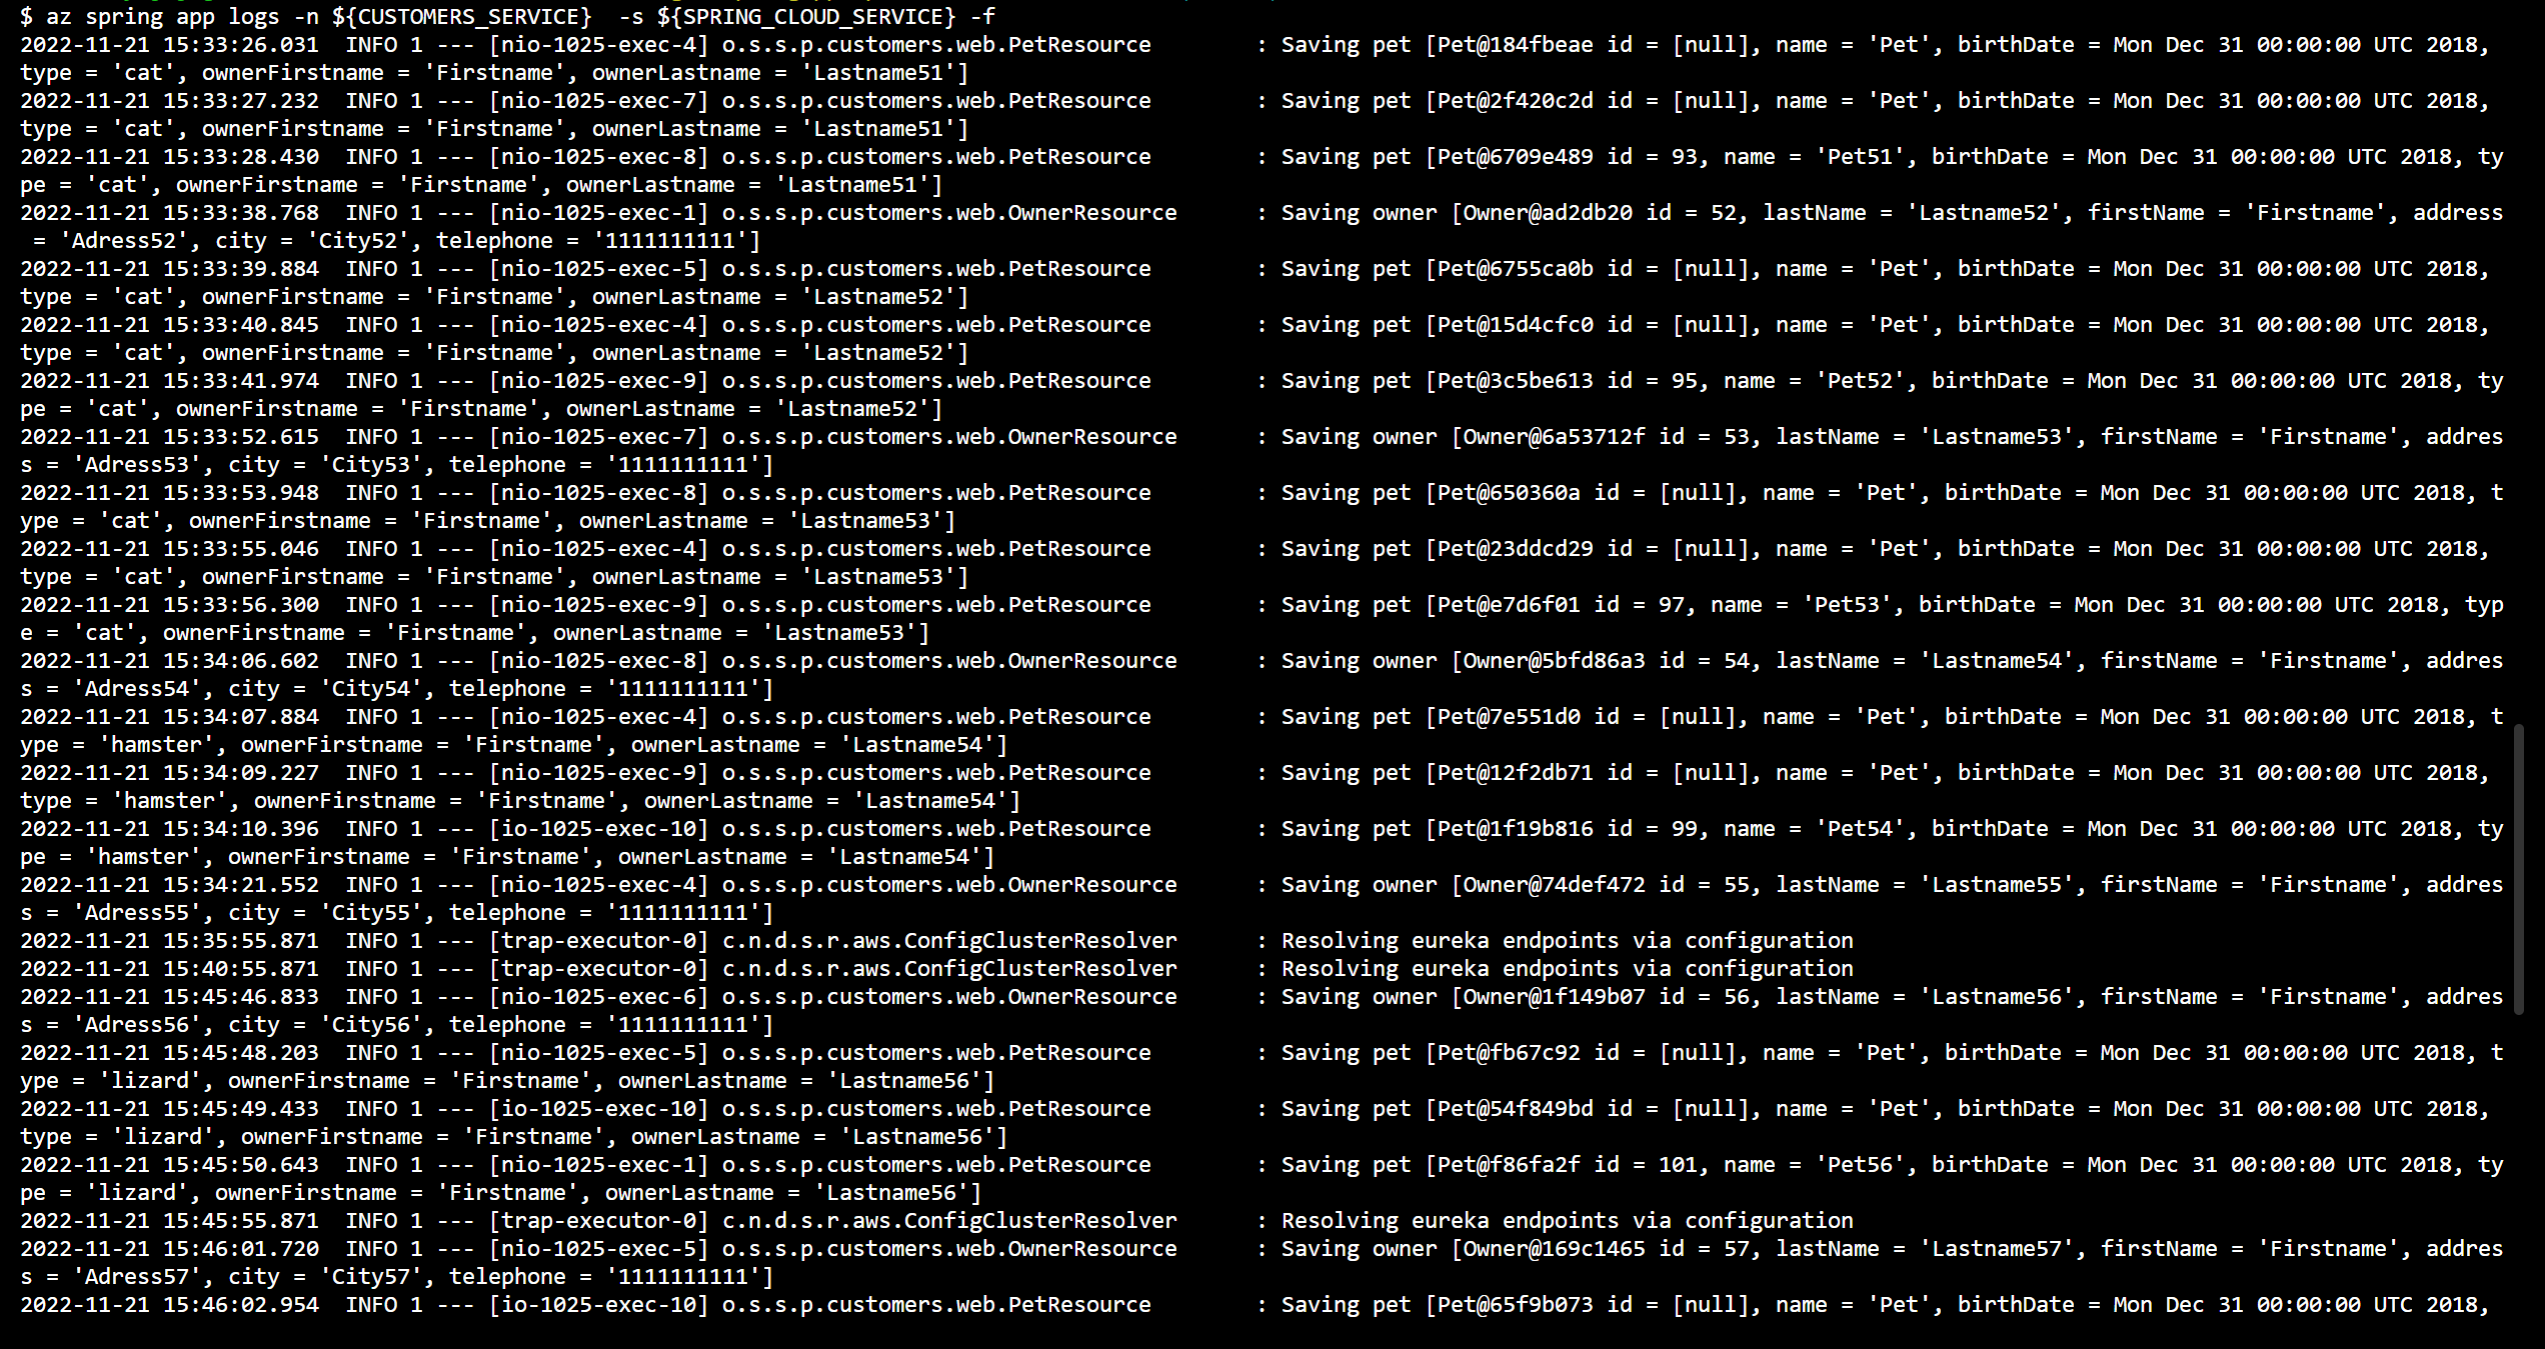 $ az spring app logs -n ${CUSTOMERS_SERVICE}  -s ${SPRING_CLOUD_SERVICE} -f
2022-11-21 15:33:26.031  INFO 1 --- [nio-1025-exec-4] o.s.s.p.customers.web.PetResource        : Saving pet [Pet@184fbeae id = [null], name = 'Pet', birthDate = Mon Dec 31 00:00:00 UTC 2018,
type = 'cat', ownerFirstname = 'Firstname', ownerLastname = 'Lastname51']
2022-11-21 15:33:27.232  INFO 1 --- [nio-1025-exec-7] o.s.s.p.customers.web.PetResource        : Saving pet [Pet@2f420c2d id = [null], name = 'Pet', birthDate = Mon Dec 31 00:00:00 UTC 2018,
type = 'cat', ownerFirstname = 'Firstname', ownerLastname = 'Lastname51']
2022-11-21 15:33:28.430  INFO 1 --- [nio-1025-exec-8] o.s.s.p.customers.web.PetResource        : Saving pet [Pet@6709e489 id = 93, name = 'Pet51', birthDate = Mon Dec 31 00:00:00 UTC 2018, ty
pe = 'cat', ownerFirstname = 'Firstname', ownerLastname = 'Lastname51']
2022-11-21 15:33:38.768  INFO 1 --- [nio-1025-exec-1] o.s.s.p.customers.web.OwnerResource      : Saving owner [Owner@ad2db20 id = 52, lastName = 'Lastname52', firstName = 'Firstname', address
 = 'Adress52', city = 'City52', telephone = '1111111111']
2022-11-21 15:33:39.884  INFO 1 --- [nio-1025-exec-5] o.s.s.p.customers.web.PetResource        : Saving pet [Pet@6755ca0b id = [null], name = 'Pet', birthDate = Mon Dec 31 00:00:00 UTC 2018,
type = 'cat', ownerFirstname = 'Firstname', ownerLastname = 'Lastname52']
2022-11-21 15:33:40.845  INFO 1 --- [nio-1025-exec-4] o.s.s.p.customers.web.PetResource        : Saving pet [Pet@15d4cfc0 id = [null], name = 'Pet', birthDate = Mon Dec 31 00:00:00 UTC 2018,
type = 'cat', ownerFirstname = 'Firstname', ownerLastname = 'Lastname52']
2022-11-21 15:33:41.974  INFO 1 --- [nio-1025-exec-9] o.s.s.p.customers.web.PetResource        : Saving pet [Pet@3c5be613 id = 95, name = 'Pet52', birthDate = Mon Dec 31 00:00:00 UTC 2018, ty
pe = 'cat', ownerFirstname = 'Firstname', ownerLastname = 'Lastname52']
2022-11-21 15:33:52.615  INFO 1 --- [nio-1025-exec-7] o.s.s.p.customers.web.OwnerResource      : Saving owner [Owner@6a53712f id = 53, lastName = 'Lastname53', firstName = 'Firstname', addres
s = 'Adress53', city = 'City53', telephone = '1111111111']
2022-11-21 15:33:53.948  INFO 1 --- [nio-1025-exec-8] o.s.s.p.customers.web.PetResource        : Saving pet [Pet@650360a id = [null], name = 'Pet', birthDate = Mon Dec 31 00:00:00 UTC 2018, t
ype = 'cat', ownerFirstname = 'Firstname', ownerLastname = 'Lastname53']
2022-11-21 15:33:55.046  INFO 1 --- [nio-1025-exec-4] o.s.s.p.customers.web.PetResource        : Saving pet [Pet@23ddcd29 id = [null], name = 'Pet', birthDate = Mon Dec 31 00:00:00 UTC 2018,
type = 'cat', ownerFirstname = 'Firstname', ownerLastname = 'Lastname53']
2022-11-21 15:33:56.300  INFO 1 --- [nio-1025-exec-9] o.s.s.p.customers.web.PetResource        : Saving pet [Pet@e7d6f01 id = 97, name = 'Pet53', birthDate = Mon Dec 31 00:00:00 UTC 2018, typ
e = 'cat', ownerFirstname = 'Firstname', ownerLastname = 'Lastname53']
2022-11-21 15:34:06.602  INFO 1 --- [nio-1025-exec-8] o.s.s.p.customers.web.OwnerResource      : Saving owner [Owner@5bfd86a3 id = 54, lastName = 'Lastname54', firstName = 'Firstname', addres
s = 'Adress54', city = 'City54', telephone = '1111111111']
2022-11-21 15:34:07.884  INFO 1 --- [nio-1025-exec-4] o.s.s.p.customers.web.PetResource        : Saving pet [Pet@7e551d0 id = [null], name = 'Pet', birthDate = Mon Dec 31 00:00:00 UTC 2018, t
ype = 'hamster', ownerFirstname = 'Firstname', ownerLastname = 'Lastname54']
2022-11-21 15:34:09.227  INFO 1 --- [nio-1025-exec-9] o.s.s.p.customers.web.PetResource        : Saving pet [Pet@12f2db71 id = [null], name = 'Pet', birthDate = Mon Dec 31 00:00:00 UTC 2018,
type = 'hamster', ownerFirstname = 'Firstname', ownerLastname = 'Lastname54']
2022-11-21 15:34:10.396  INFO 1 --- [io-1025-exec-10] o.s.s.p.customers.web.PetResource        : Saving pet [Pet@1f19b816 id = 99, name = 'Pet54', birthDate = Mon Dec 31 00:00:00 UTC 2018, ty
pe = 'hamster', ownerFirstname = 'Firstname', ownerLastname = 'Lastname54']
2022-11-21 15:34:21.552  INFO 1 --- [nio-1025-exec-4] o.s.s.p.customers.web.OwnerResource      : Saving owner [Owner@74def472 id = 55, lastName = 'Lastname55', firstName = 'Firstname', addres
s = 'Adress55', city = 'City55', telephone = '1111111111']
2022-11-21 15:35:55.871  INFO 1 --- [trap-executor-0] c.n.d.s.r.aws.ConfigClusterResolver      : Resolving eureka endpoints via configuration
2022-11-21 15:40:55.871  INFO 1 --- [trap-executor-0] c.n.d.s.r.aws.ConfigClusterResolver      : Resolving eureka endpoints via configuration
2022-11-21 15:45:46.833  INFO 1 --- [nio-1025-exec-6] o.s.s.p.customers.web.OwnerResource      : Saving owner [Owner@1f149b07 id = 56, lastName = 'Lastname56', firstName = 'Firstname', addres
s = 'Adress56', city = 'City56', telephone = '1111111111']
2022-11-21 15:45:48.203  INFO 1 --- [nio-1025-exec-5] o.s.s.p.customers.web.PetResource        : Saving pet [Pet@fb67c92 id = [null], name = 'Pet', birthDate = Mon Dec 31 00:00:00 UTC 2018, t
ype = 'lizard', ownerFirstname = 'Firstname', ownerLastname = 'Lastname56']
2022-11-21 15:45:49.433  INFO 1 --- [io-1025-exec-10] o.s.s.p.customers.web.PetResource        : Saving pet [Pet@54f849bd id = [null], name = 'Pet', birthDate = Mon Dec 31 00:00:00 UTC 2018,
type = 'lizard', ownerFirstname = 'Firstname', ownerLastname = 'Lastname56']
2022-11-21 15:45:50.643  INFO 1 --- [nio-1025-exec-1] o.s.s.p.customers.web.PetResource        : Saving pet [Pet@f86fa2f id = 101, name = 'Pet56', birthDate = Mon Dec 31 00:00:00 UTC 2018, ty
pe = 'lizard', ownerFirstname = 'Firstname', ownerLastname = 'Lastname56']
2022-11-21 15:45:55.871  INFO 1 --- [trap-executor-0] c.n.d.s.r.aws.ConfigClusterResolver      : Resolving eureka endpoints via configuration
2022-11-21 15:46:01.720  INFO 1 --- [nio-1025-exec-5] o.s.s.p.customers.web.OwnerResource      : Saving owner [Owner@169c1465 id = 57, lastName = 'Lastname57', firstName = 'Firstname', addres
s = 'Adress57', city = 'City57', telephone = '1111111111']
2022-11-21 15:46:02.954  INFO 1 --- [io-1025-exec-10] o.s.s.p.customers.web.PetResource        : Saving pet [Pet@65f9b073 id = [null], name = 'Pet', birthDate = Mon Dec 31 00:00:00 UTC 2018,